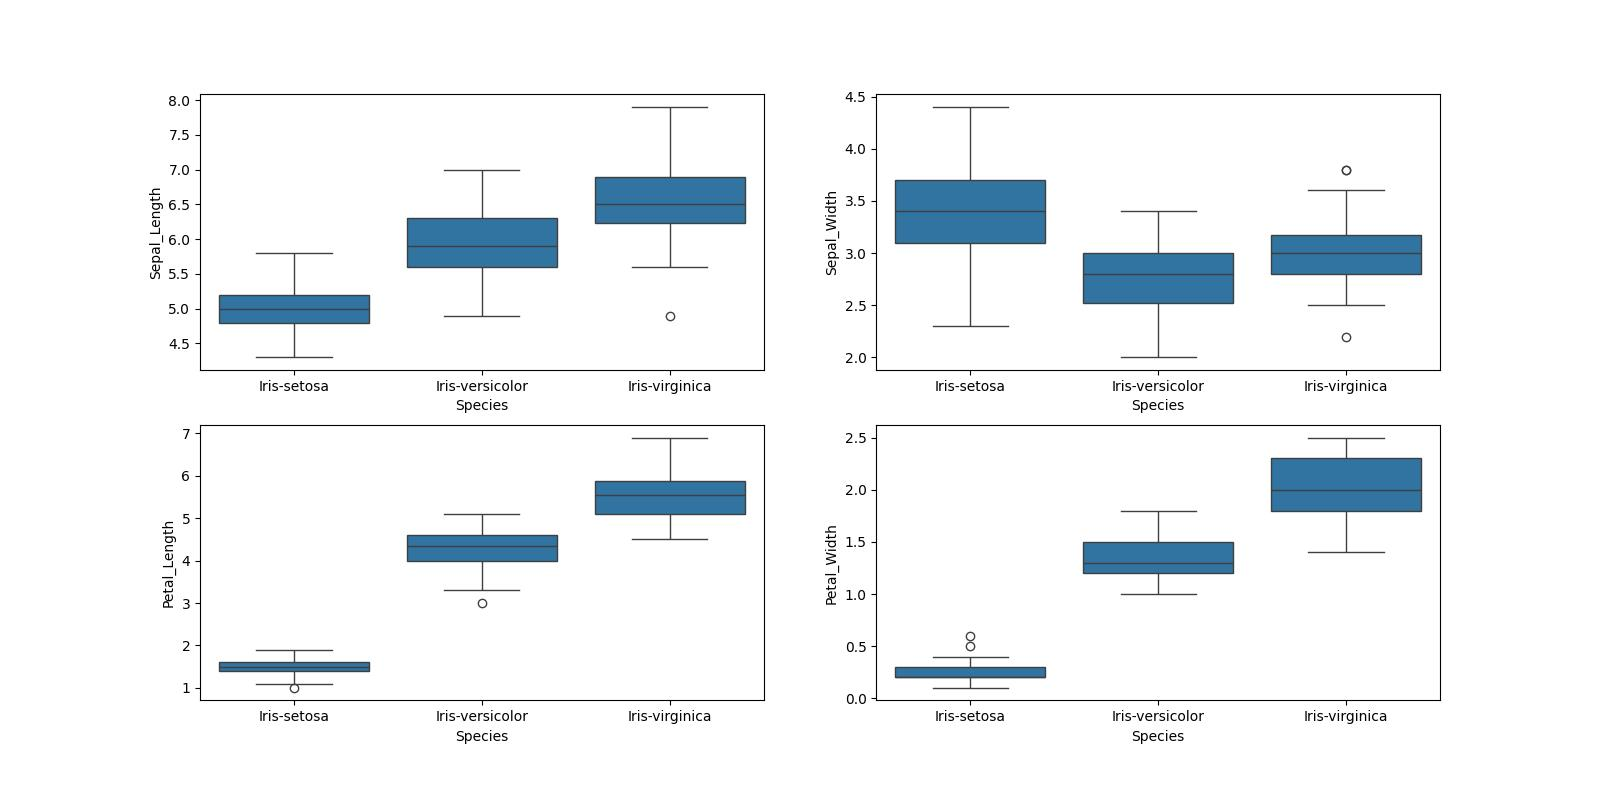 8.0
7.5
7.0
6.5
6.0
5.5
5.0
4.5
Sepal_Length
Iris-setosa Iris-versicolor Iris-virginica
Species
4.5
4.0
3.5
3.0
2.5
2.0
Sepal_Width
Iris-setosa Iris-versicolor Iris-virginica
Species
7
6
5
4
3
2
1
Petal_Length
Iris-setosa Iris-versicolor Iris-virginica
Species
2.5
2.0
1.5
1.0
0.5
0.0
Petal_Width
Iris-setosa Iris-versicolor Iris-virginica
Species